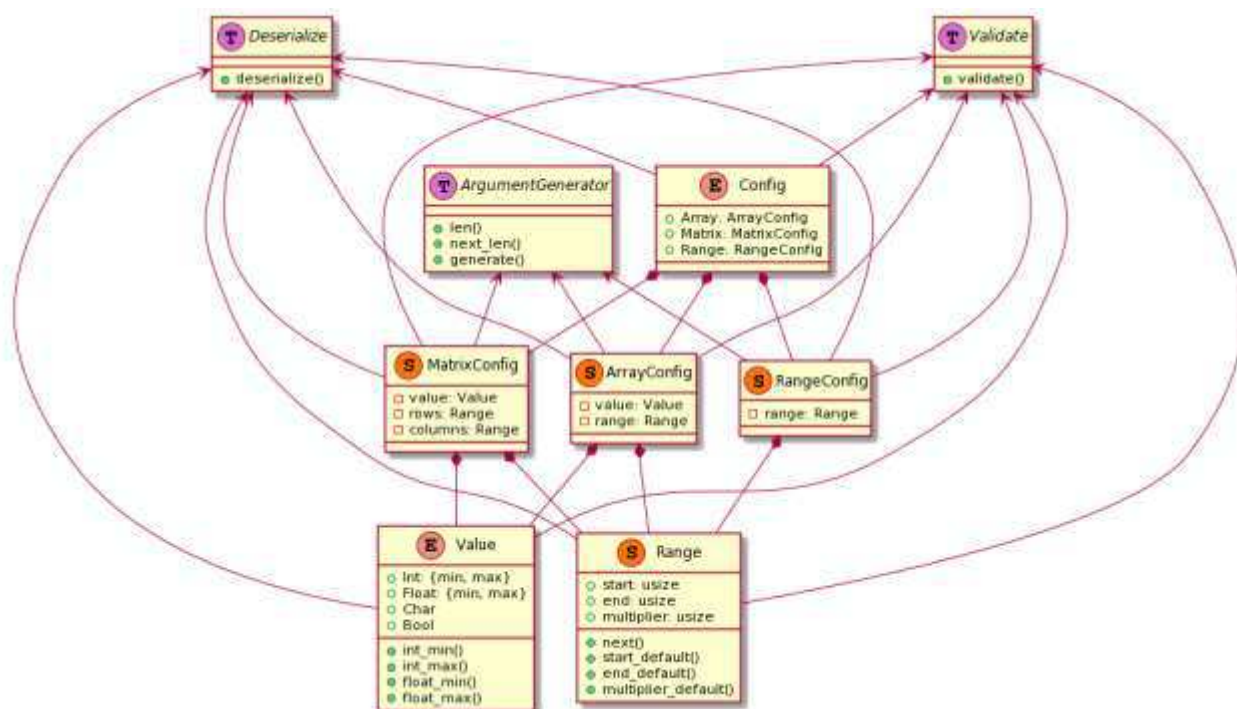 T Deserialize
deserialize()
T Validate
validate()
T ArgumentGenerator
len()
next_len()
generate()
E Config
Array: ArrayConfig
Matrix: MatrixConfig
Range: RangeConfig
S MatrixConfig
value: Value
rows: Range
columns: Range
S ArrayConfig
value: Value
range: Range
S RangeConfig
range: Range
E Value
Int: {min, max}
Float: {min, max}
Char
Bool
int_min()
int_max()
float_min()
float_max()
S Range
start: usize
end: usize
multiplier: usize
next()
start_default()
end_default()
multiplier_default()